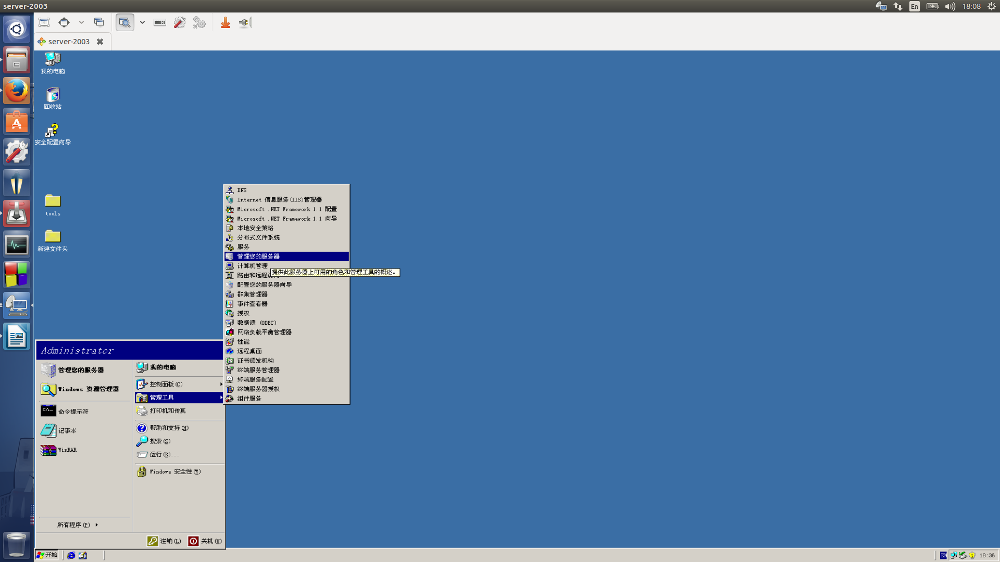 server-2003
En
18:08
server-2003
我的电脑
回收站
安全配置向导
tools
新建文件夹
DNS
Internet 信息服务(IIS)管理器
Microsoft .NET Framework 1.1 配置
Microsoft .NET Framework 1.1 向导
本地安全策略
分布式文件系统
服务
管理您的服务器
计算机管理
提供此服务器上可用的角色和管理工具的概述。
路由和远程
配置您的服务器向导
群集管理器
事件查看器
授权
数据源 (ODBC)
网络负载平衡管理器
性能
远程桌面
证书颁发机构
终端服务管理器
终端服务配置
终端服务器授权
组件服务
Administrator
管理您的服务器
Windows 资源管理器
命令提示符
记事本
WinRAR
所有程序(P)
我的电脑
控制面板(C)
管理工具
打印机和传真
帮助和支持(H)
搜索(S)
运行(R)...
Windows 安全性(W)
注销(L)
关机(U)
开始
EN
18:36